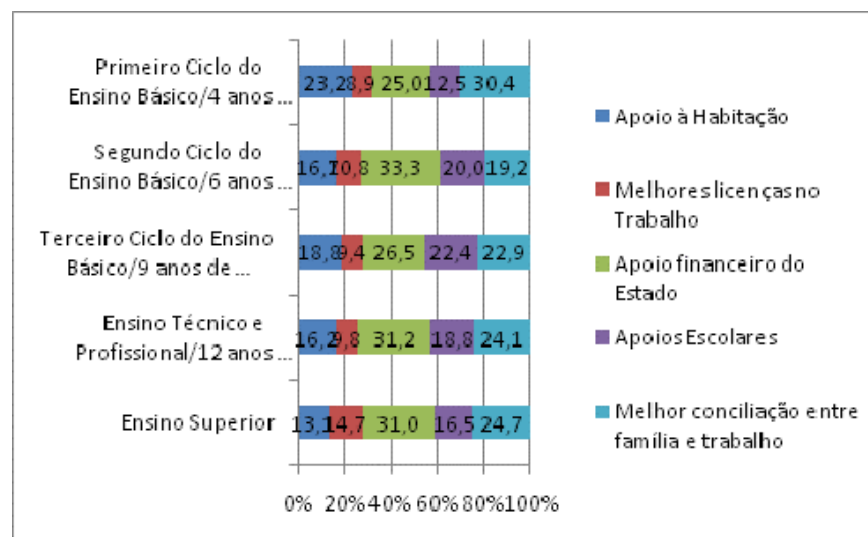 Primeiro Ciclo do
Ensino Básico/4 anos ...
23,2 8,9 25,0 12,5 30,4
Segundo Ciclo do
Ensino Básico/6 anos ...
16,7 10,8 33,3 20,0 19,2
Terceiro Ciclo do Ensino
Básico/9 anos de ...
18,8 9,4 26,5 22,4 22,9
Ensino Técnico e
Profissional/12 anos ...
16,2 9,8 31,2 18,8 24,1
Ensino Superior
13,1 14,7 31,0 16,5 24,7
0% 20% 40% 60% 80% 100%
Apoio à Habitação
Melhores licenças no
Trabalho
Apoio financeiro do
Estado
Apoios Escolares
Melhor conciliação entre
família e trabalho